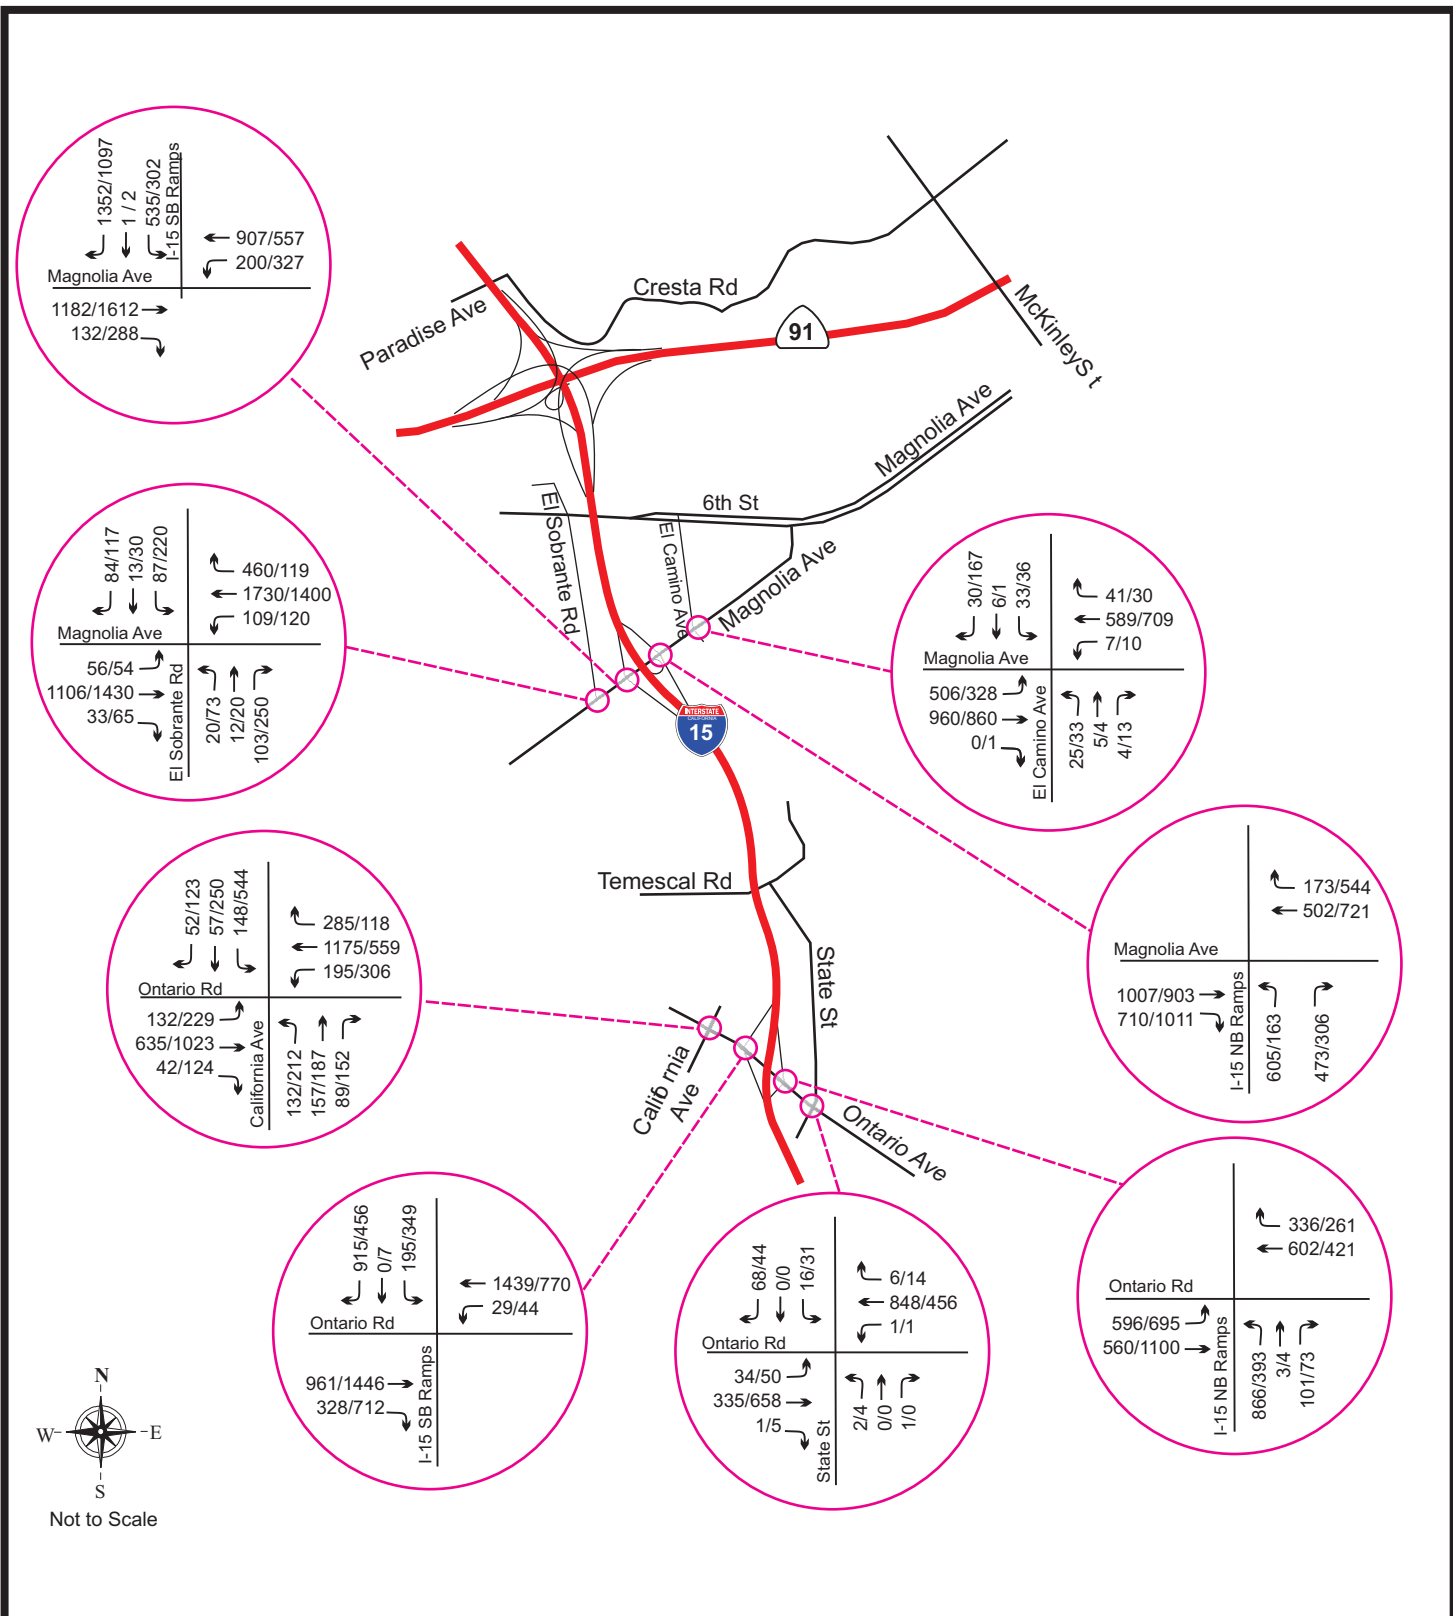 1352/1097
1 / 2
535/302
I-15 SB Ramps
907/557
200/327
Magnolia Ave
1182/1612
132/288
Cresta Rd
Paradise Ave
91
McKinleyS t
Magnolia Ave
6th St
El Sobrante Rd
El Camino Ave
Magnolia Ave
84/117
13/30
87/220
460/119
1730/1400
109/120
Magnolia Ave
56/54
1106/1430
33/65
El Sobrante Rd
20/73
12/20
103/250
30/167
6/1
33/36
41/30
589/709
7/10
Magnolia Ave
506/328
960/860
0/1
El Camino Ave
25/33
5/4
4/13
INTERSTATE
CALIFORNIA
15
52/123
57/250
148/544
285/118
1175/559
195/306
Ontario Rd
132/229
635/1023
42/124
California Ave
132/212
157/187
89/152
Temescal Rd
State St
173/544
502/721
Magnolia Ave
1007/903
710/1011
I-15 NB Ramps
605/163
473/306
Calib rnia
Ave
Ontario Ave
915/456
0/7
195/349
1439/770
29/44
Ontario Rd
961/1446
328/712
I-15 SB Ramps
68/44
0/0
16/31
6/14
848/456
1/1
Ontario Rd
34/50
335/658
1/5
State St
2/4
0/0
1/0
336/261
602/421
Ontario Rd
596/695
560/1100
I-15 NB Ramps
866/393
3/4
101/73
N
W
E
S
Not to Scale